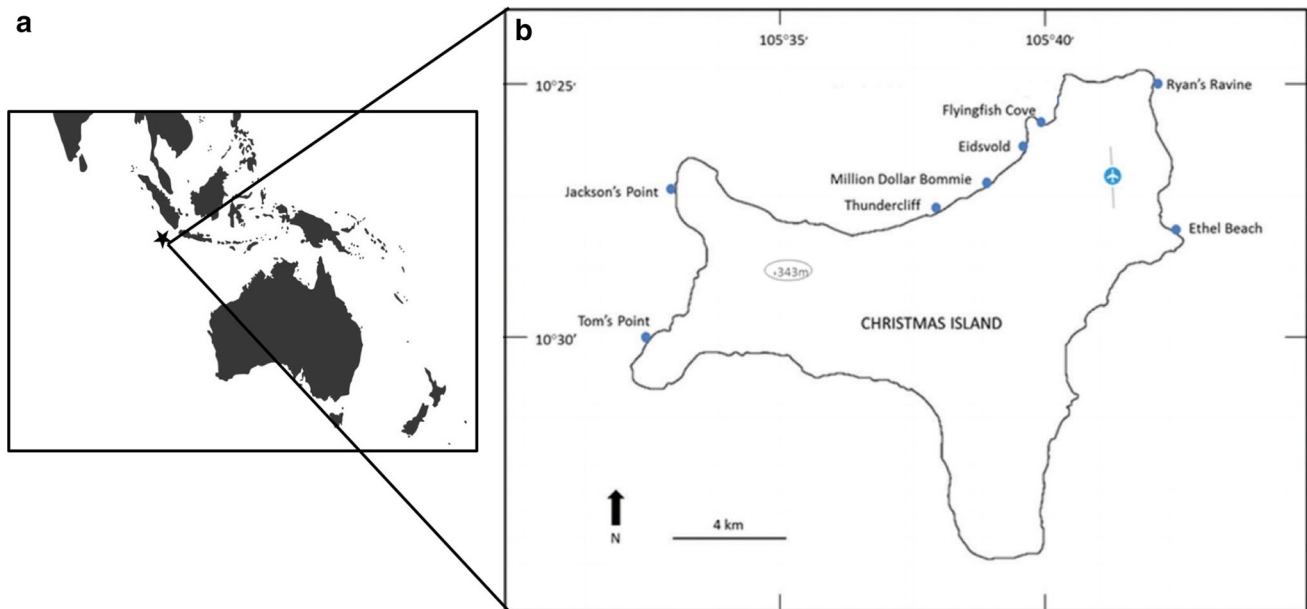 a
b
105°35′
105°40′
10°25′
Ryan's Ravine
Flyingfish Cove
Eidsvold
Million Dollar Bommie
Jackson's Point
Thundercliff
Ethel Beach
343m
Tom's Point
CHRISTMAS ISLAND
10°30′
4 km
N